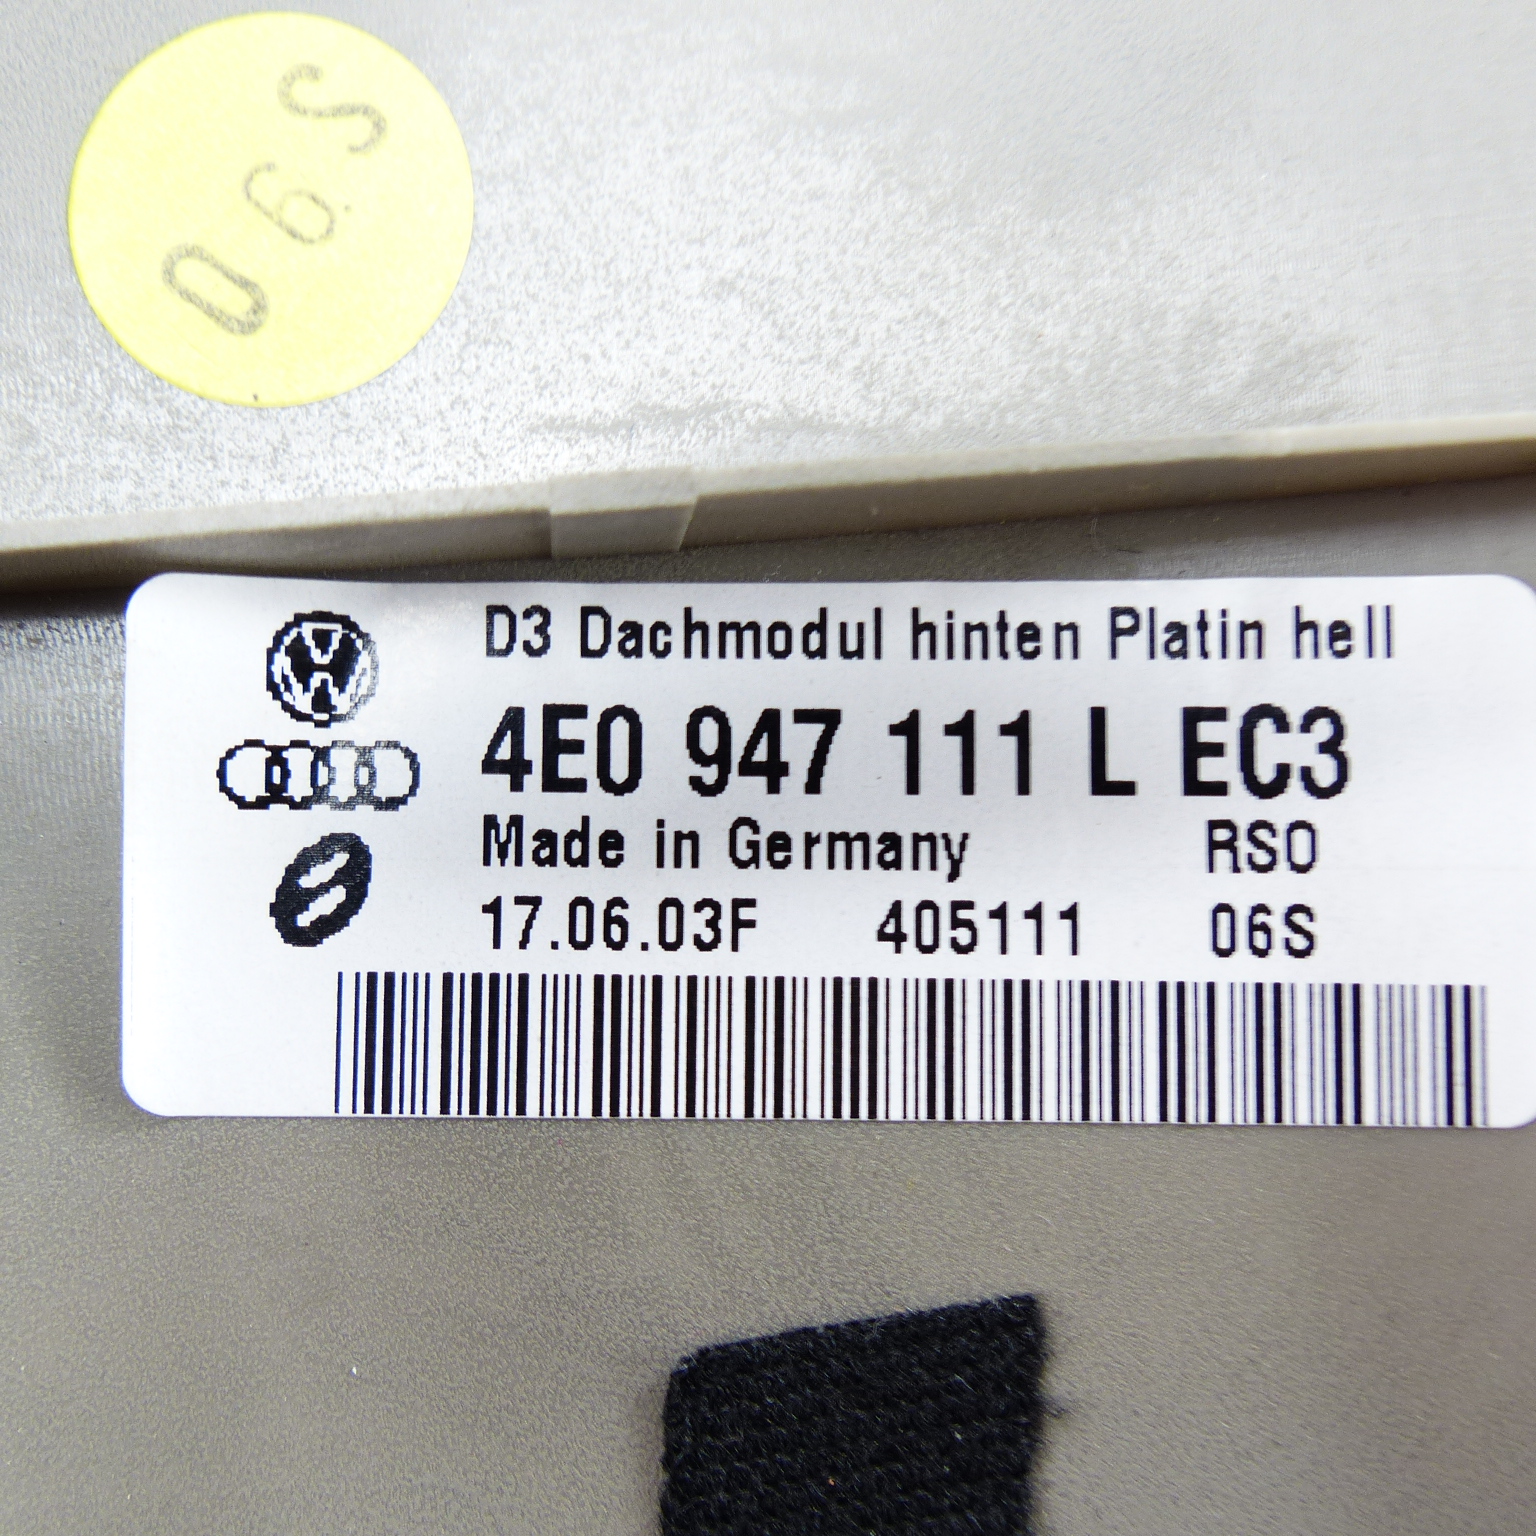 06S
D3 Dachmodul hinten Platin hell
4E0 947 111 L EC3
Made in Germany RSO
17.06.03F 405111 06S